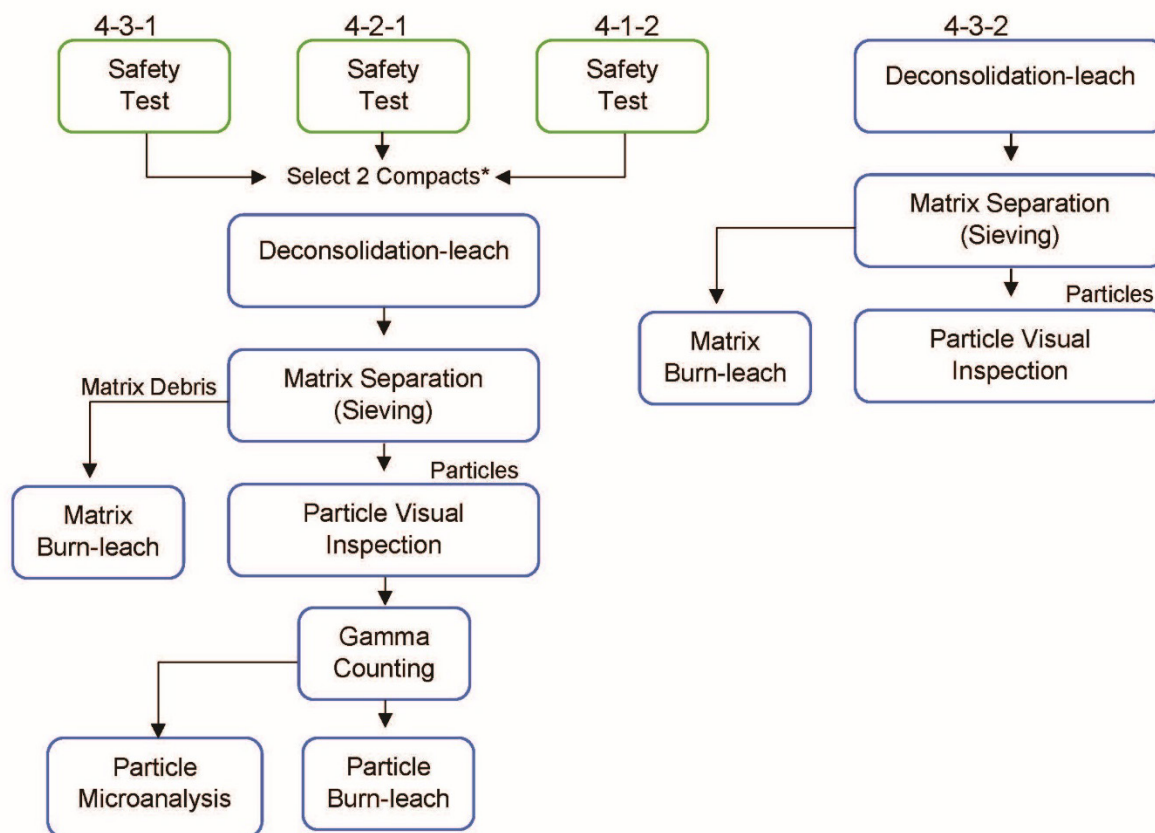 4-3-1
4-2-1
4-1-2
4-3-2
Safety
Test
Safety
Test
Safety
Test
Deconsolidation-leach
Select 2 Compacts*
Matrix Separation
(Sieving)
Deconsolidation-leach
Particles
Matrix
Burn-leach
Particle Visual
Inspection
Matrix Debris
Matrix Separation
(Sieving)
Particles
Matrix
Burn-leach
Particle Visual
Inspection
Gamma
Counting
Particle
Microanalysis
Particle
Burn-leach